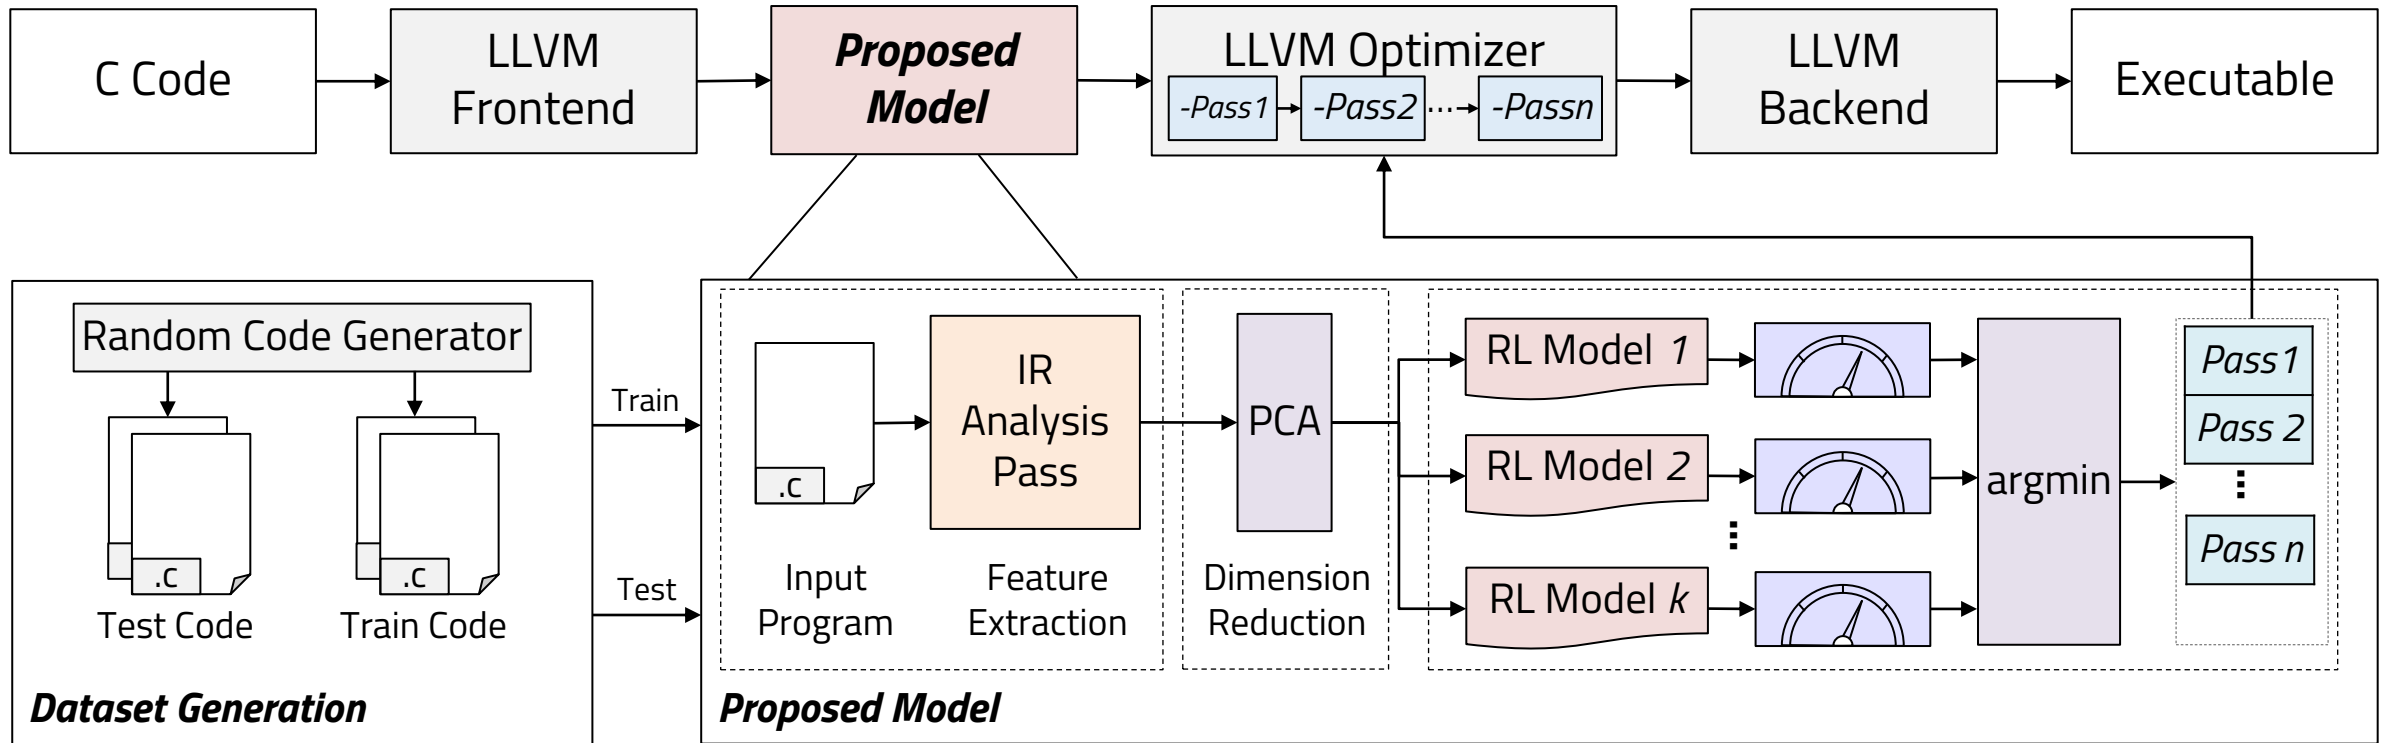 C Code
LLVM
Frontend
Proposed
Model
LLVM Optimizer
-Pass1
-Pass2
...
-Passn
LLVM
Backend
Executable
Random Code Generator
.c
Test Code
.c
Train Code
Dataset Generation
Train
Test
.c
Input
Program
IR
Analysis
Pass
Feature
Extraction
PCA
Dimension
Reduction
RL Model 1
RL Model 2
...
RL Model k
argmin
Pass1
Pass 2
...
Pass n
Proposed Model